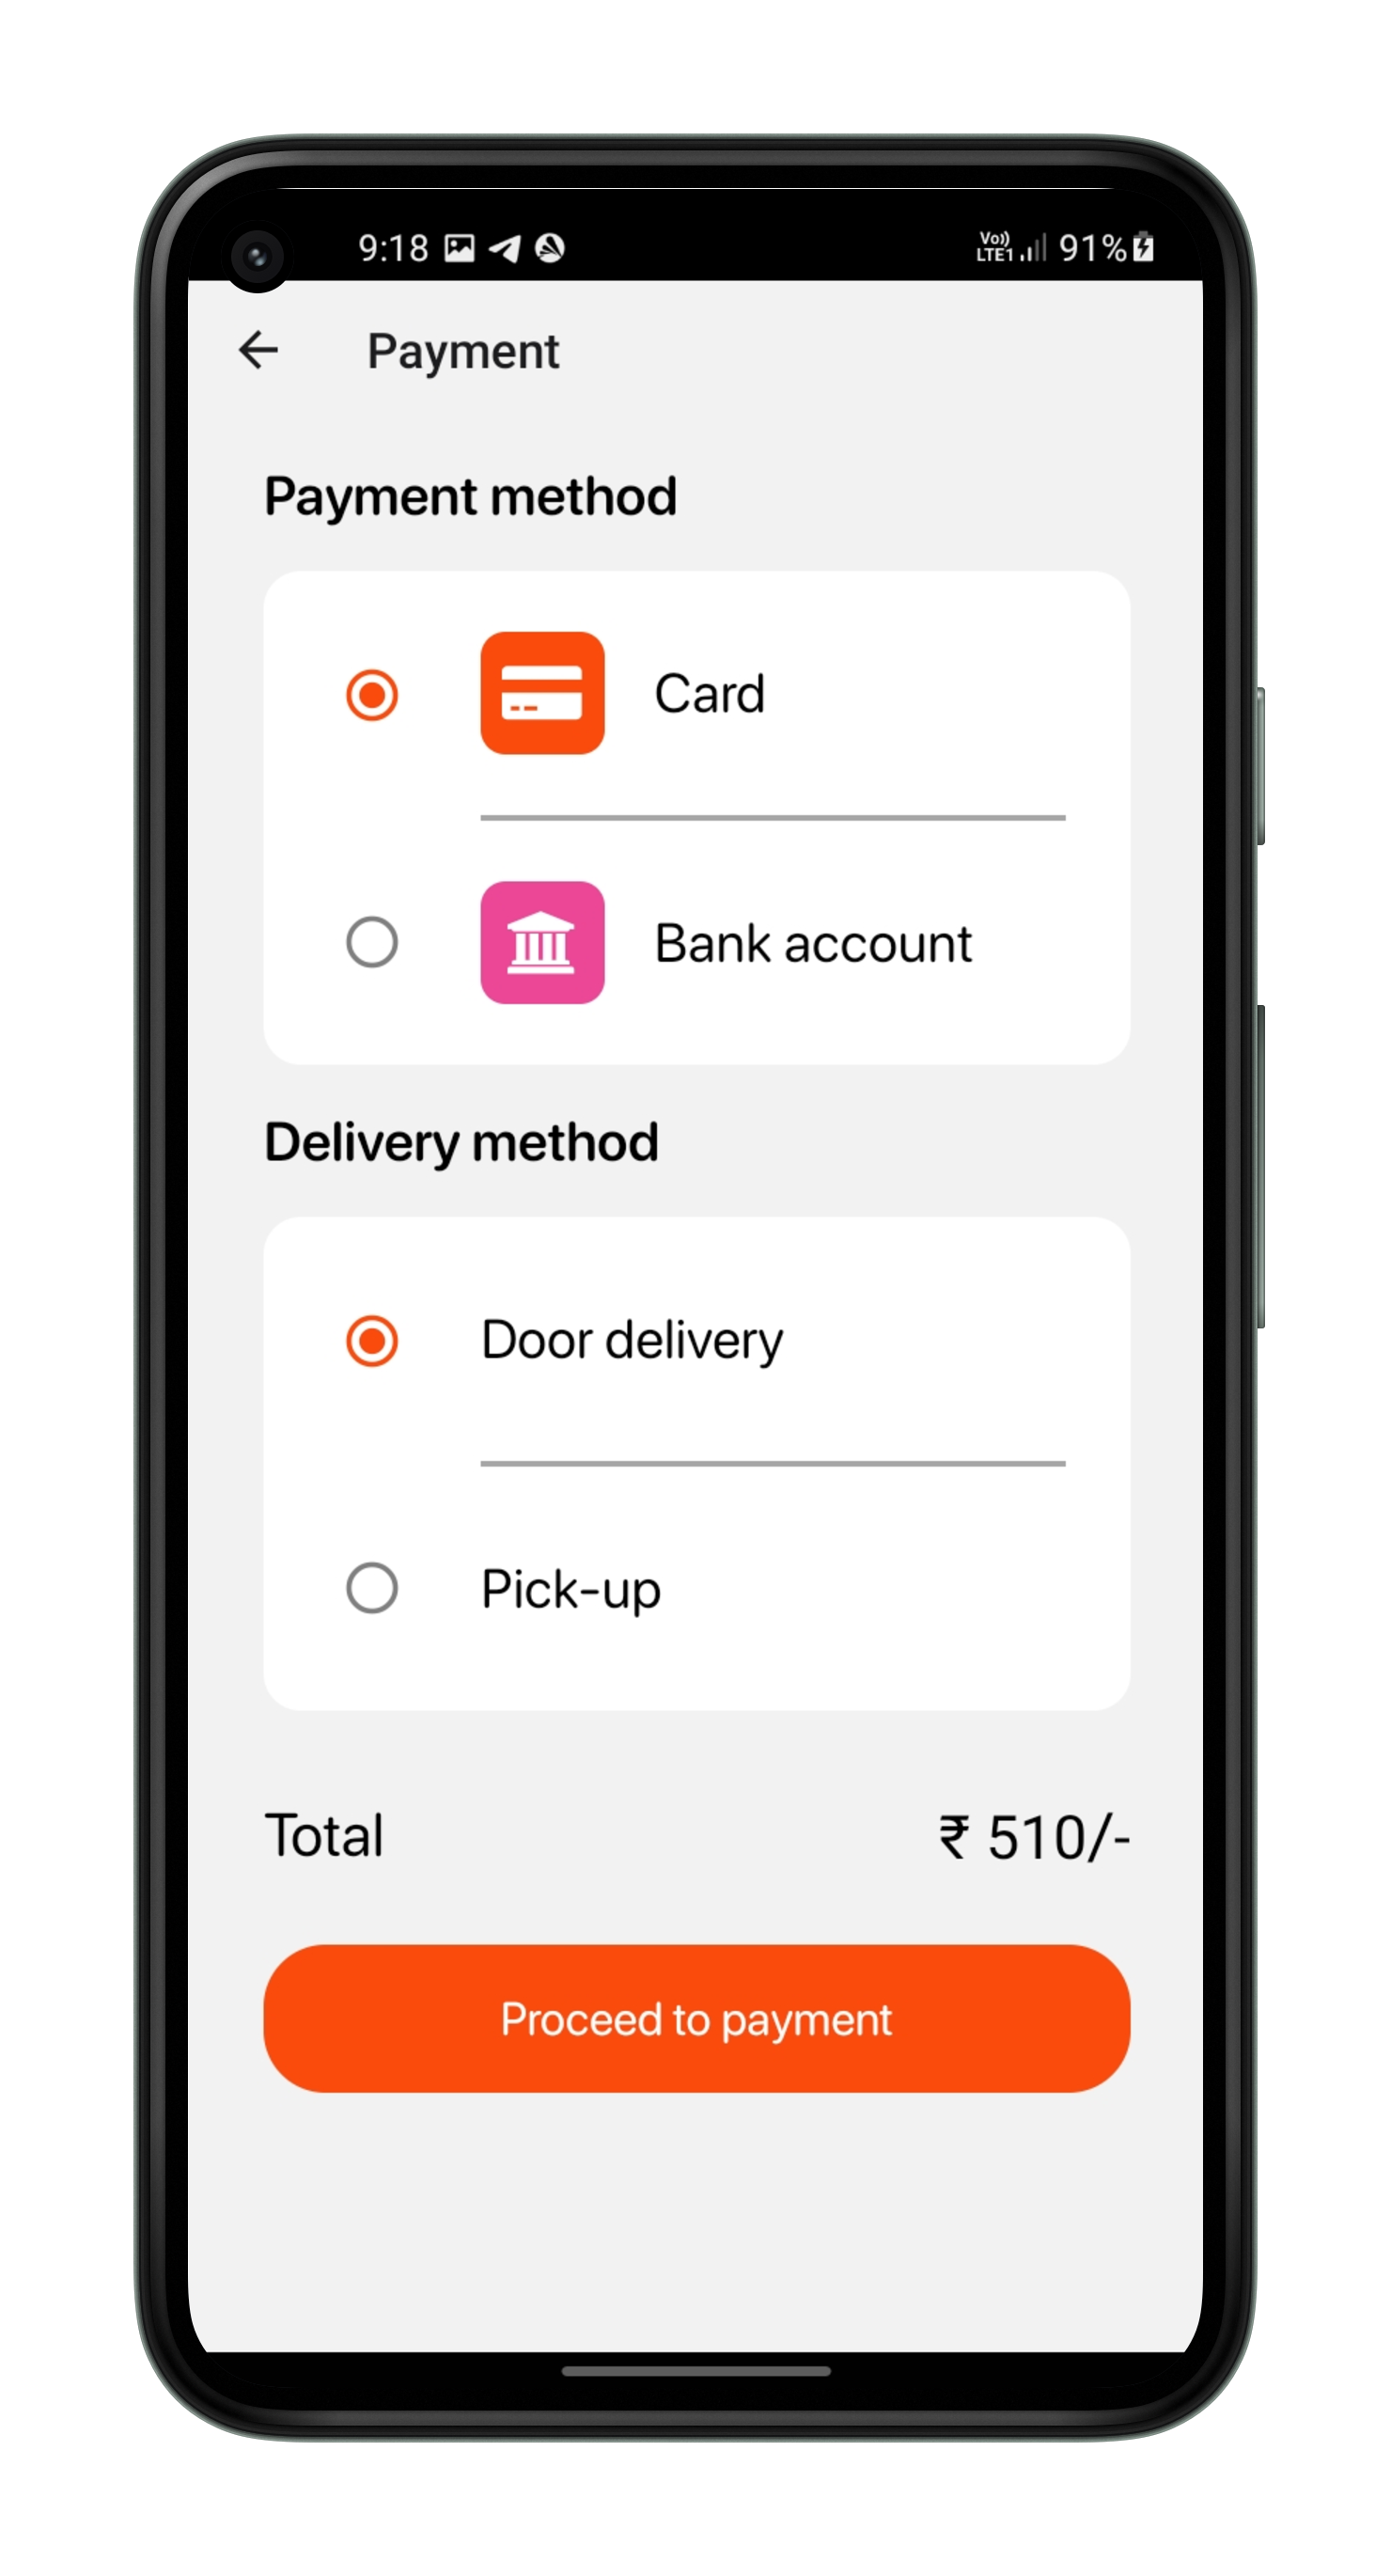 9:18
Vo)) LTE1 91%
Payment
Payment method
Card
Bank account
Delivery method
Door delivery
Pick-up
Total ₹ 510/-
Proceed to payment